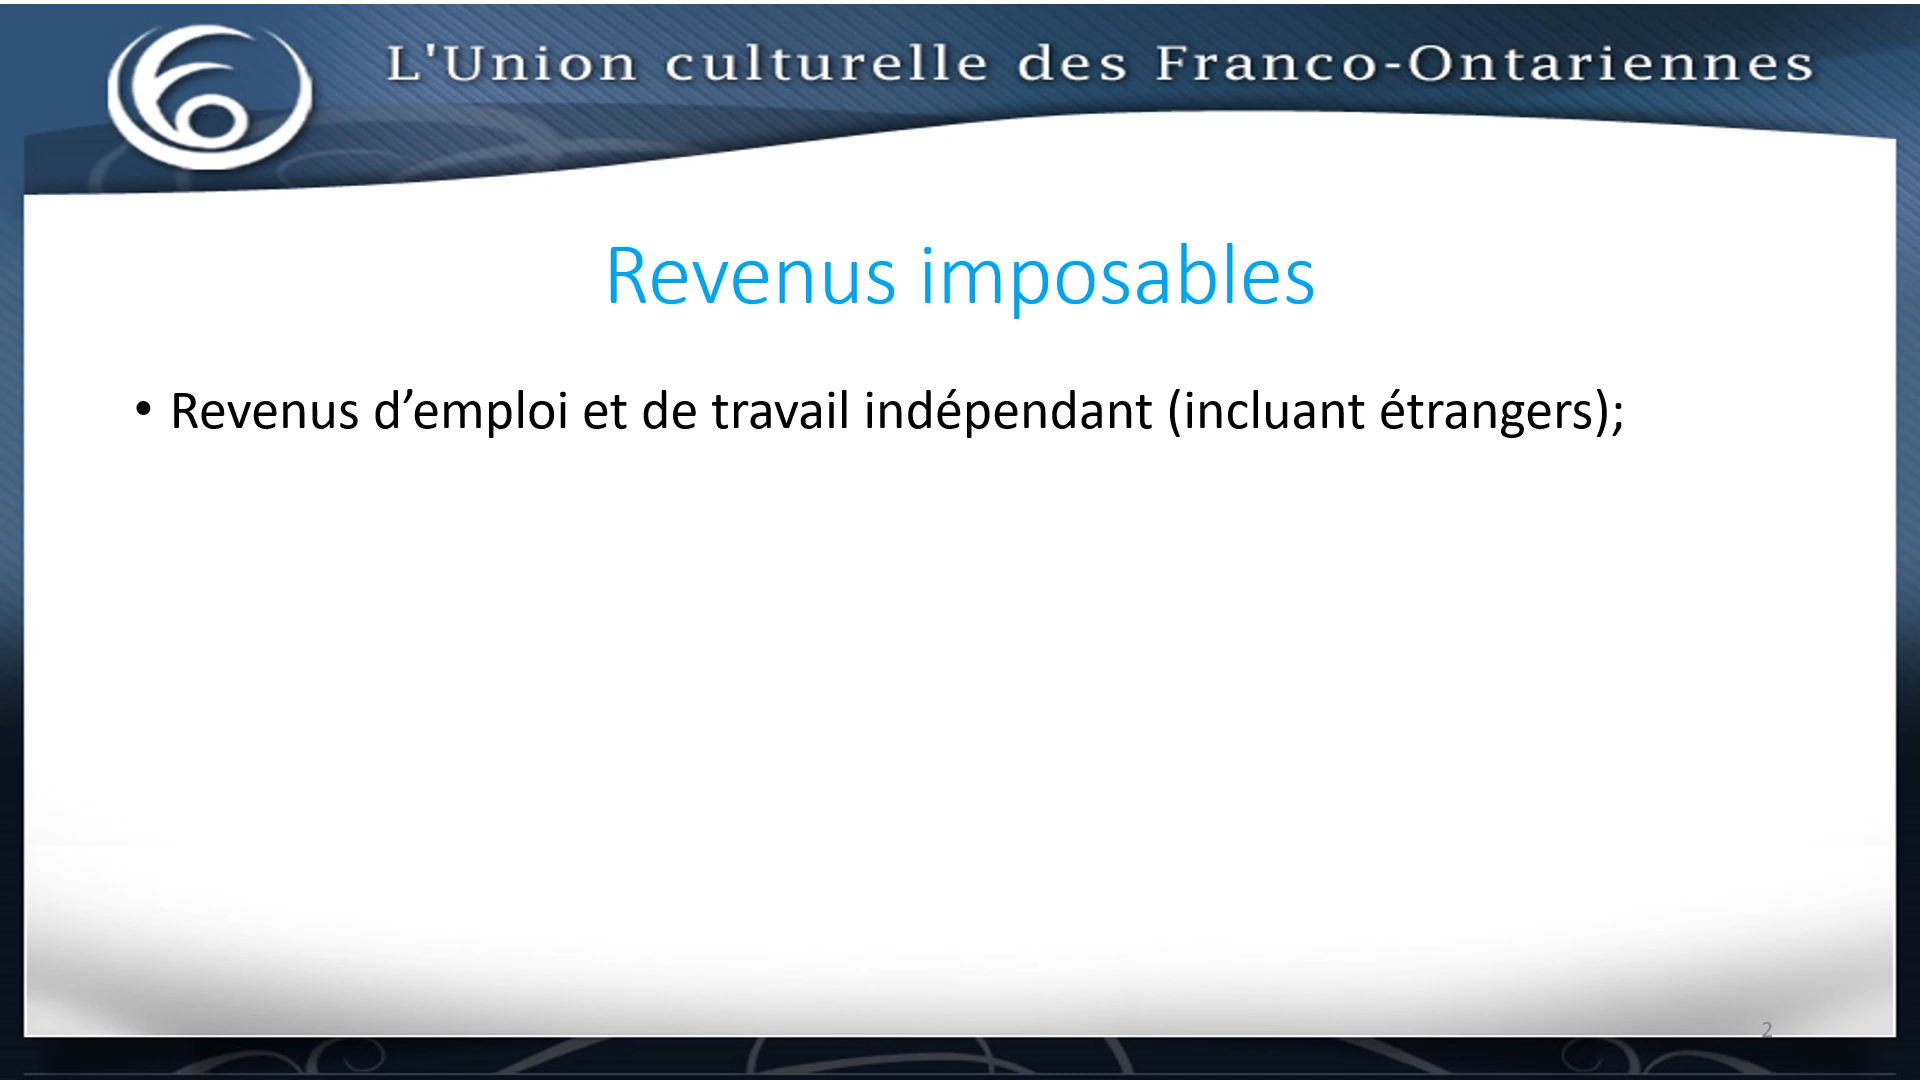 L'Union culturelle des Franco-Ontariennes
Revenus imposables
• Revenus d’emploi et de travail indépendant (incluant étrangers);
2